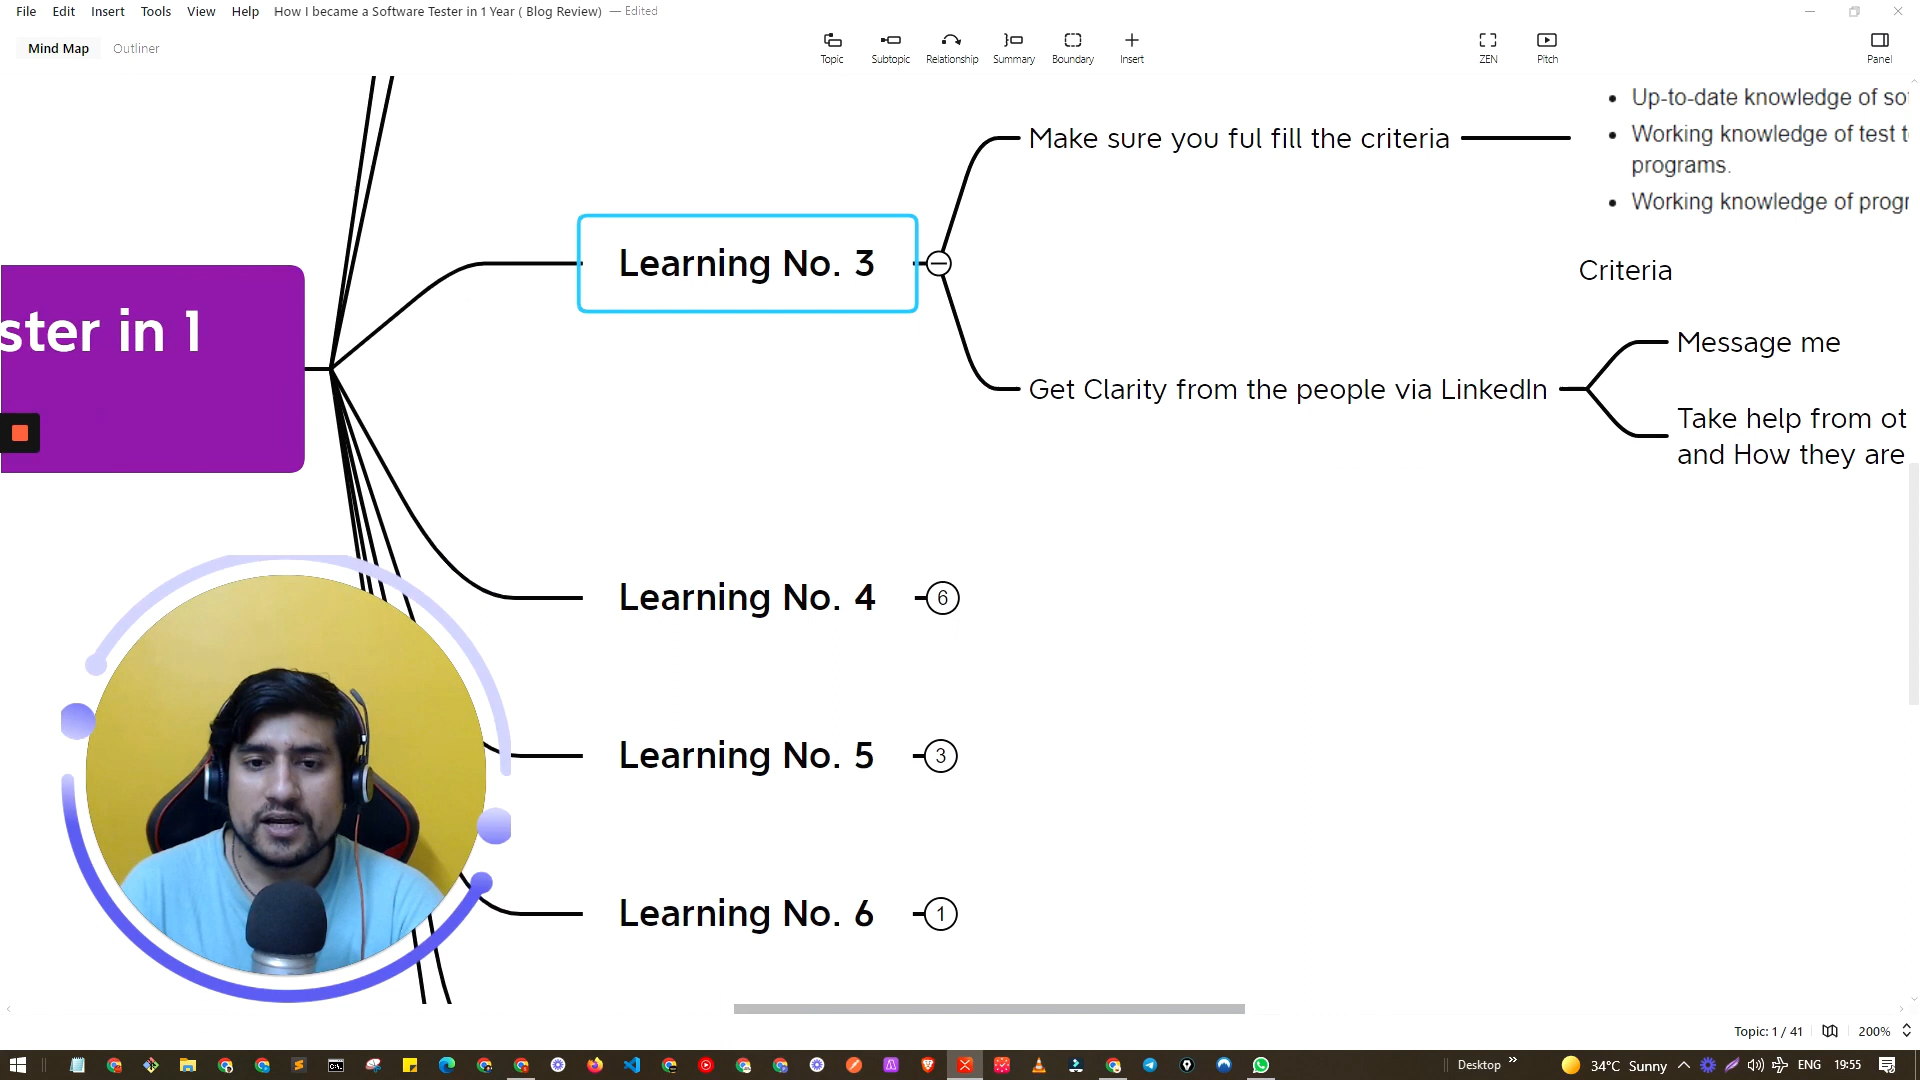 File Edit Insert Tools View Help How I became a Software Tester in 1 Year ( Blog Review) — Edited
Mind Map Outliner
Topic Subtopic Relationship Summary Boundary Insert ZEN Pitch Panel
Up-to-date knowledge of
Working knowledge of test
programs.
Working knowledge of
Make sure you ful fill the criteria
Learning No. 3
Criteria
ster in 1
Message me
Get Clarity from the people via LinkedIn
Take help from
and How they are
Learning No. 4 6
Learning No. 5 3
Learning No. 6 1
Topic: 1 / 41 200%
Desktop 34°C Sunny ENG 19:55